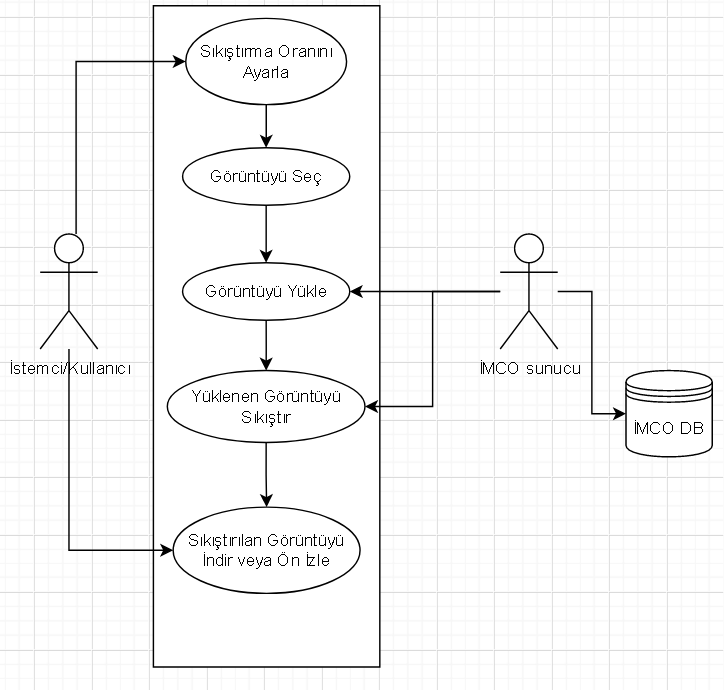 Sıkıştırma Oranını
Ayarla
Görüntüyü Seç
Görüntüyü Yükle
İstemci/Kullanıcı
İMCO sunucu
Yüklenen Görüntüyü
Sıkıştır
İMCO DB
Sıkıştırılan Görüntüyü
İndir veya Ön İzle